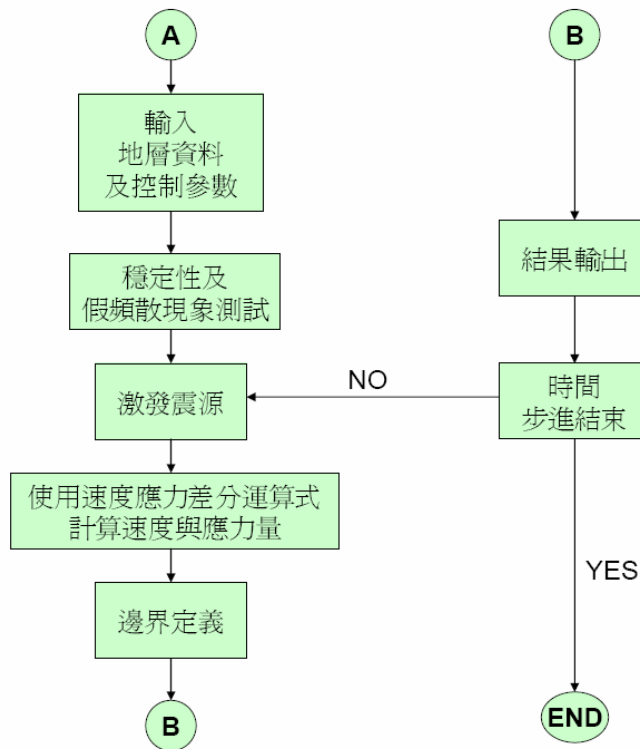 A
輸入
地層資料
及控制參數
穩定性及
假頻散現象測試
激發震源
使用速度應力差分運算式
計算速度與應力量
邊界定義
B
B
結果輸出
時間
步進結束
NO
YES
END